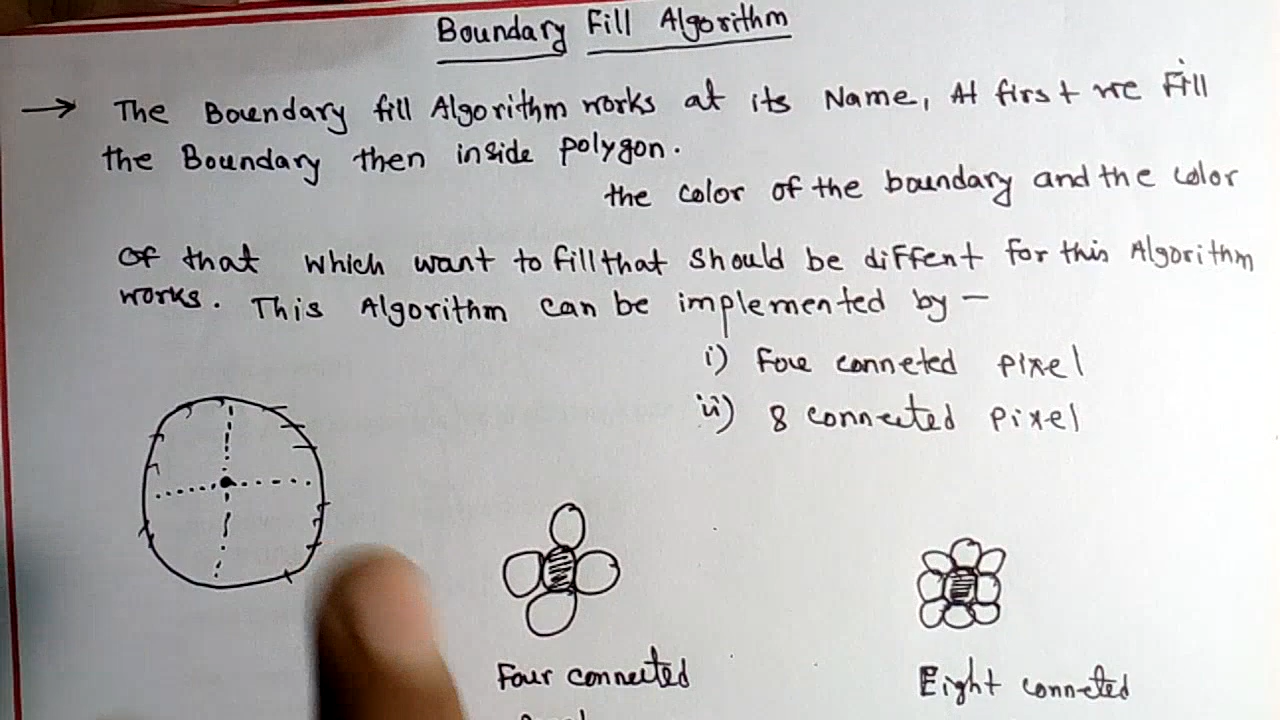 Boundary Fill Algorithm
→ The Boundary fill Algorithm works at its Name, At first we Fill
the Boundary then inside polygon.
the color of the boundary and the color
of that which want to fill that should be diffent for this Algorithm
works. This Algorithm can be implemented by —
i) Four conneted pixel
ii) 8 connected pixel
Four connected
Eight conneted